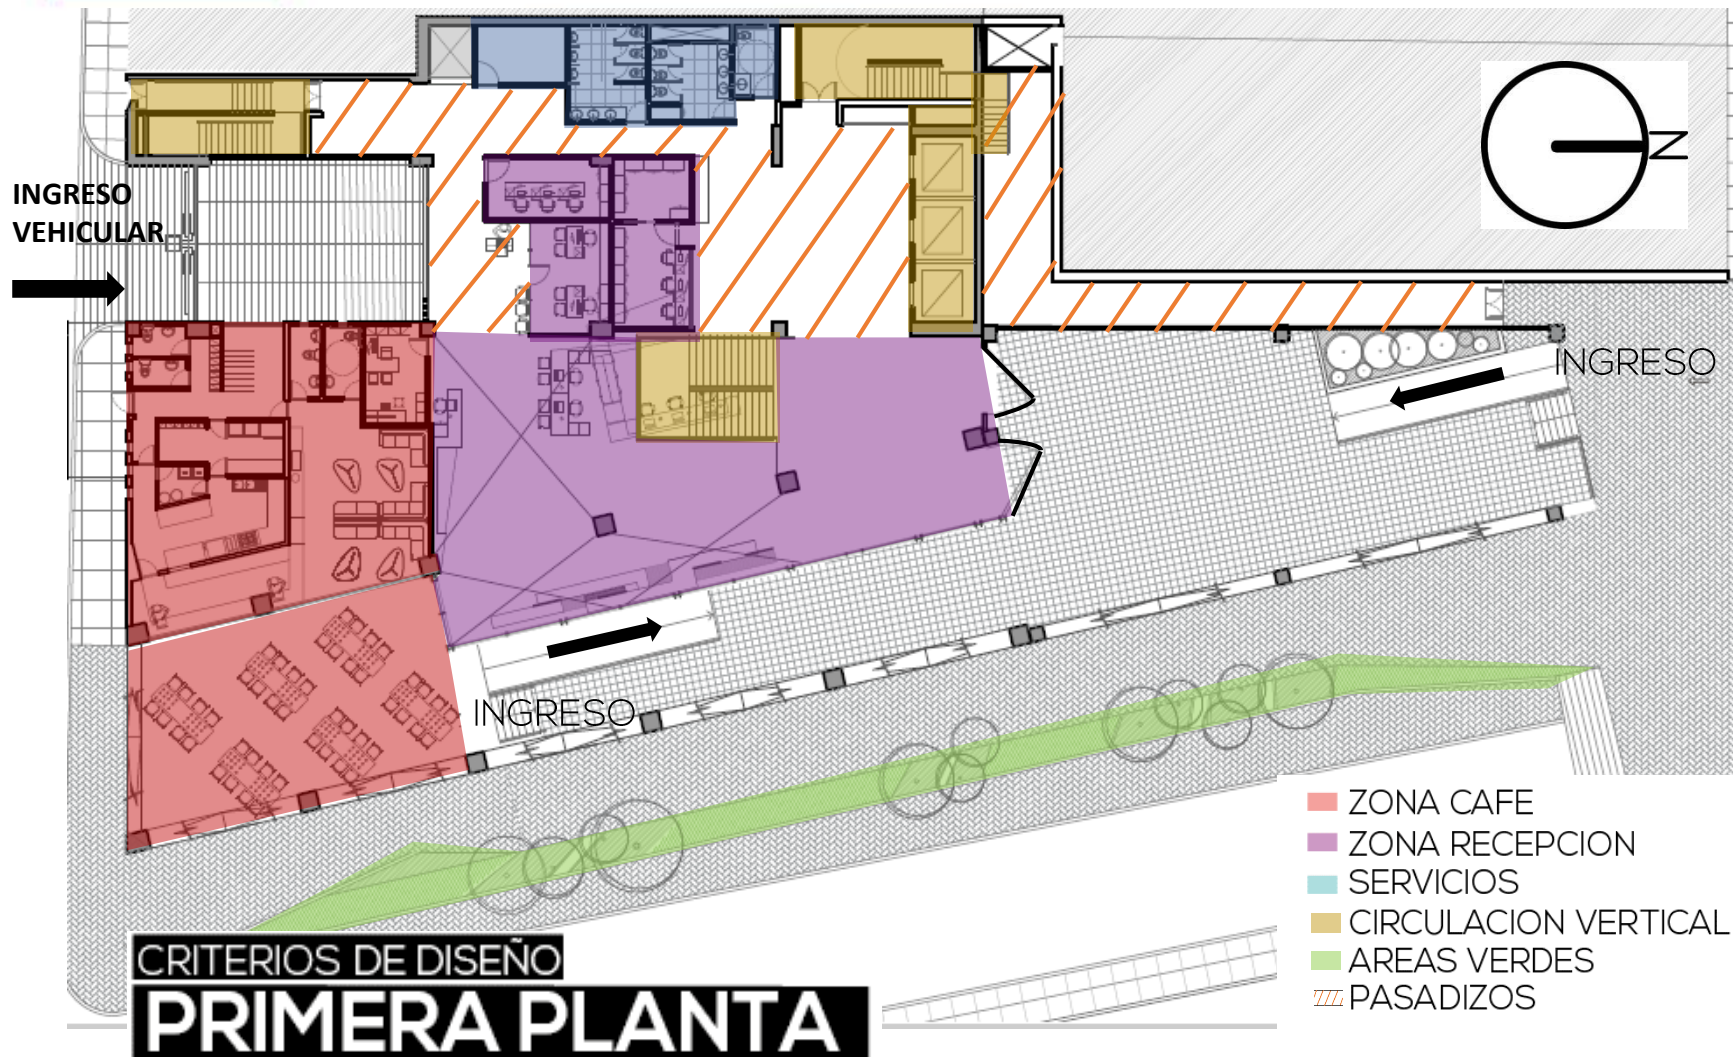 INGRESO
VEHICULAR
N
INGRESO
INGRESO
ZONA CAFE
ZONA RECEPCION
SERVICIOS
CIRCULACION VERTICAL
AREAS VERDES
PASADIZOS
CRITERIOS DE DISEÑO
PRIMERA PLANTA